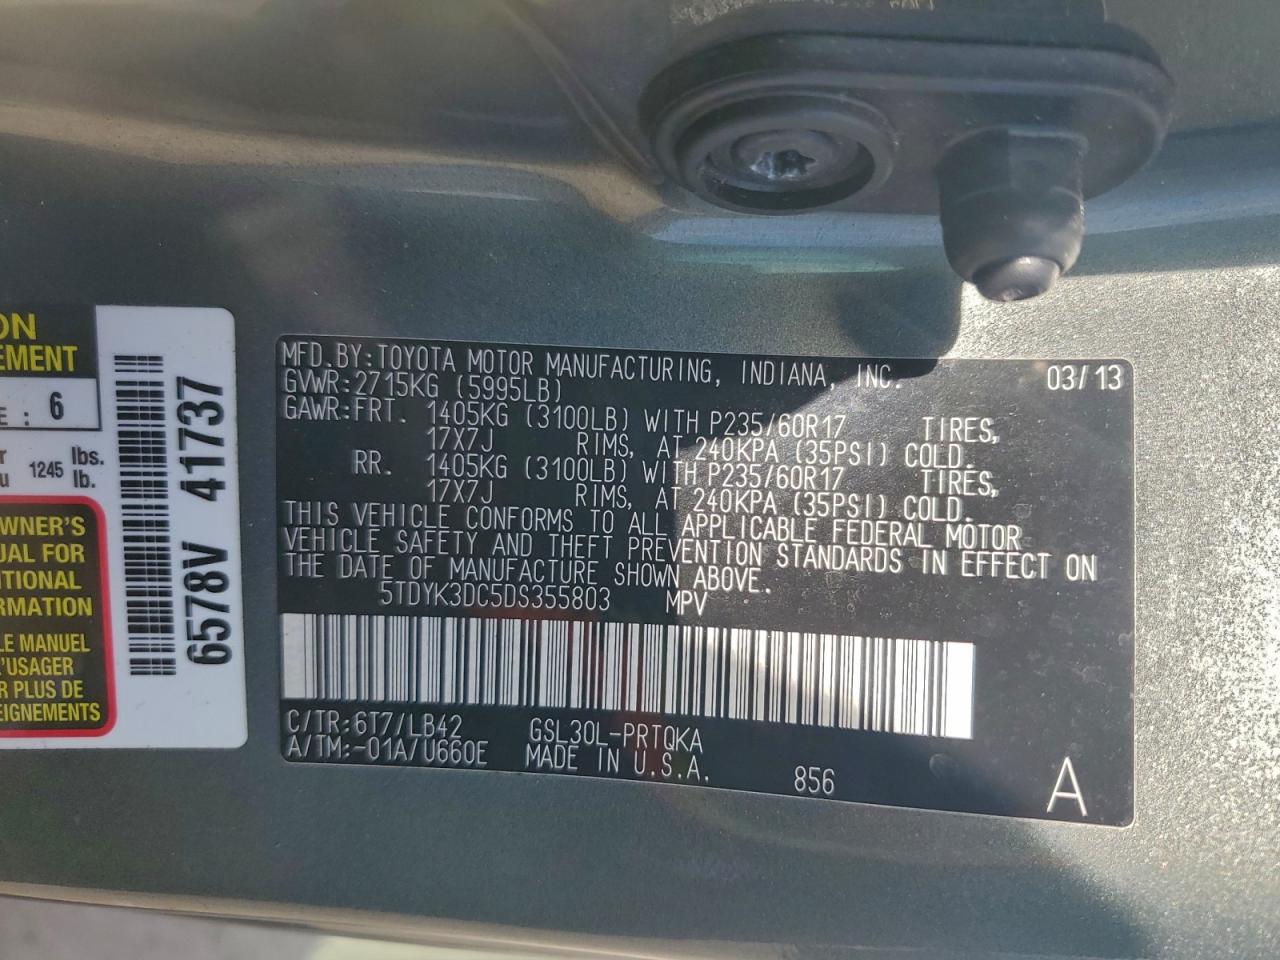 ON
EMENT
E : 6
r lbs.
u 1245 lb.
OWNER'S
UAL FOR
ITIONAL
ORMATION
LE MANUEL
L'USAGER
R PLUS DE
EIGNEMENTS
6578V 41737
MFD.BY:TOYOTA MOTOR MANUFACTURING, INDIANA, INC. 03/13
GVWR:2715KG (5995LB)
GAWR:FRT. 1405KG (3100LB) WITH P235/60R17 TIRES,
17X7J RIMS, AT 240KPA (35PSI) COLD.
RR. 1405KG (3100LB) WITH P235/60R17 TIRES,
17X7J RIMS, AT 240KPA (35PSI) COLD.
THIS VEHICLE CONFORMS TO ALL APPLICABLE FEDERAL MOTOR
VEHICLE SAFETY AND THEFT PREVENTION STANDARDS IN EFFECT ON
THE DATE OF MANUFACTURE SHOWN ABOVE.
5TDYK3DC5DS355803 MPV
C/TR:6T7/LB42 GSL30L-PRTQKA
A/TM:-01A/U660E MADE IN U.S.A. 856 A